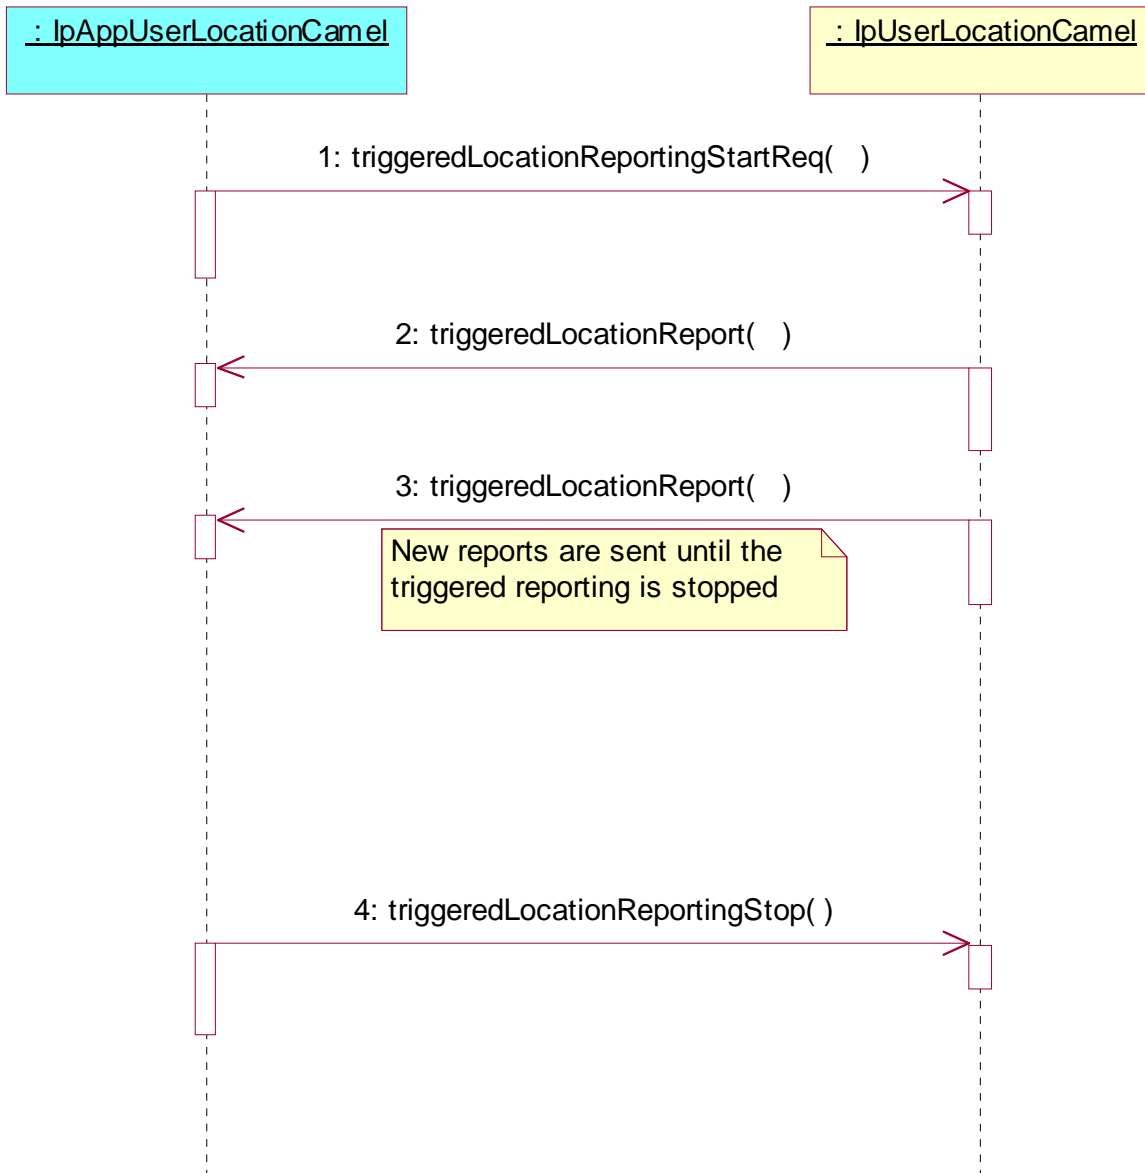 : IpAppUserLocationCamel
: IpUserLocationCamel
1: triggeredLocationReportingStartReq(   )
2: triggeredLocationReport(   )
3: triggeredLocationReport(   )
New reports are sent until the
triggered reporting is stopped
4: triggeredLocationReportingStop( )